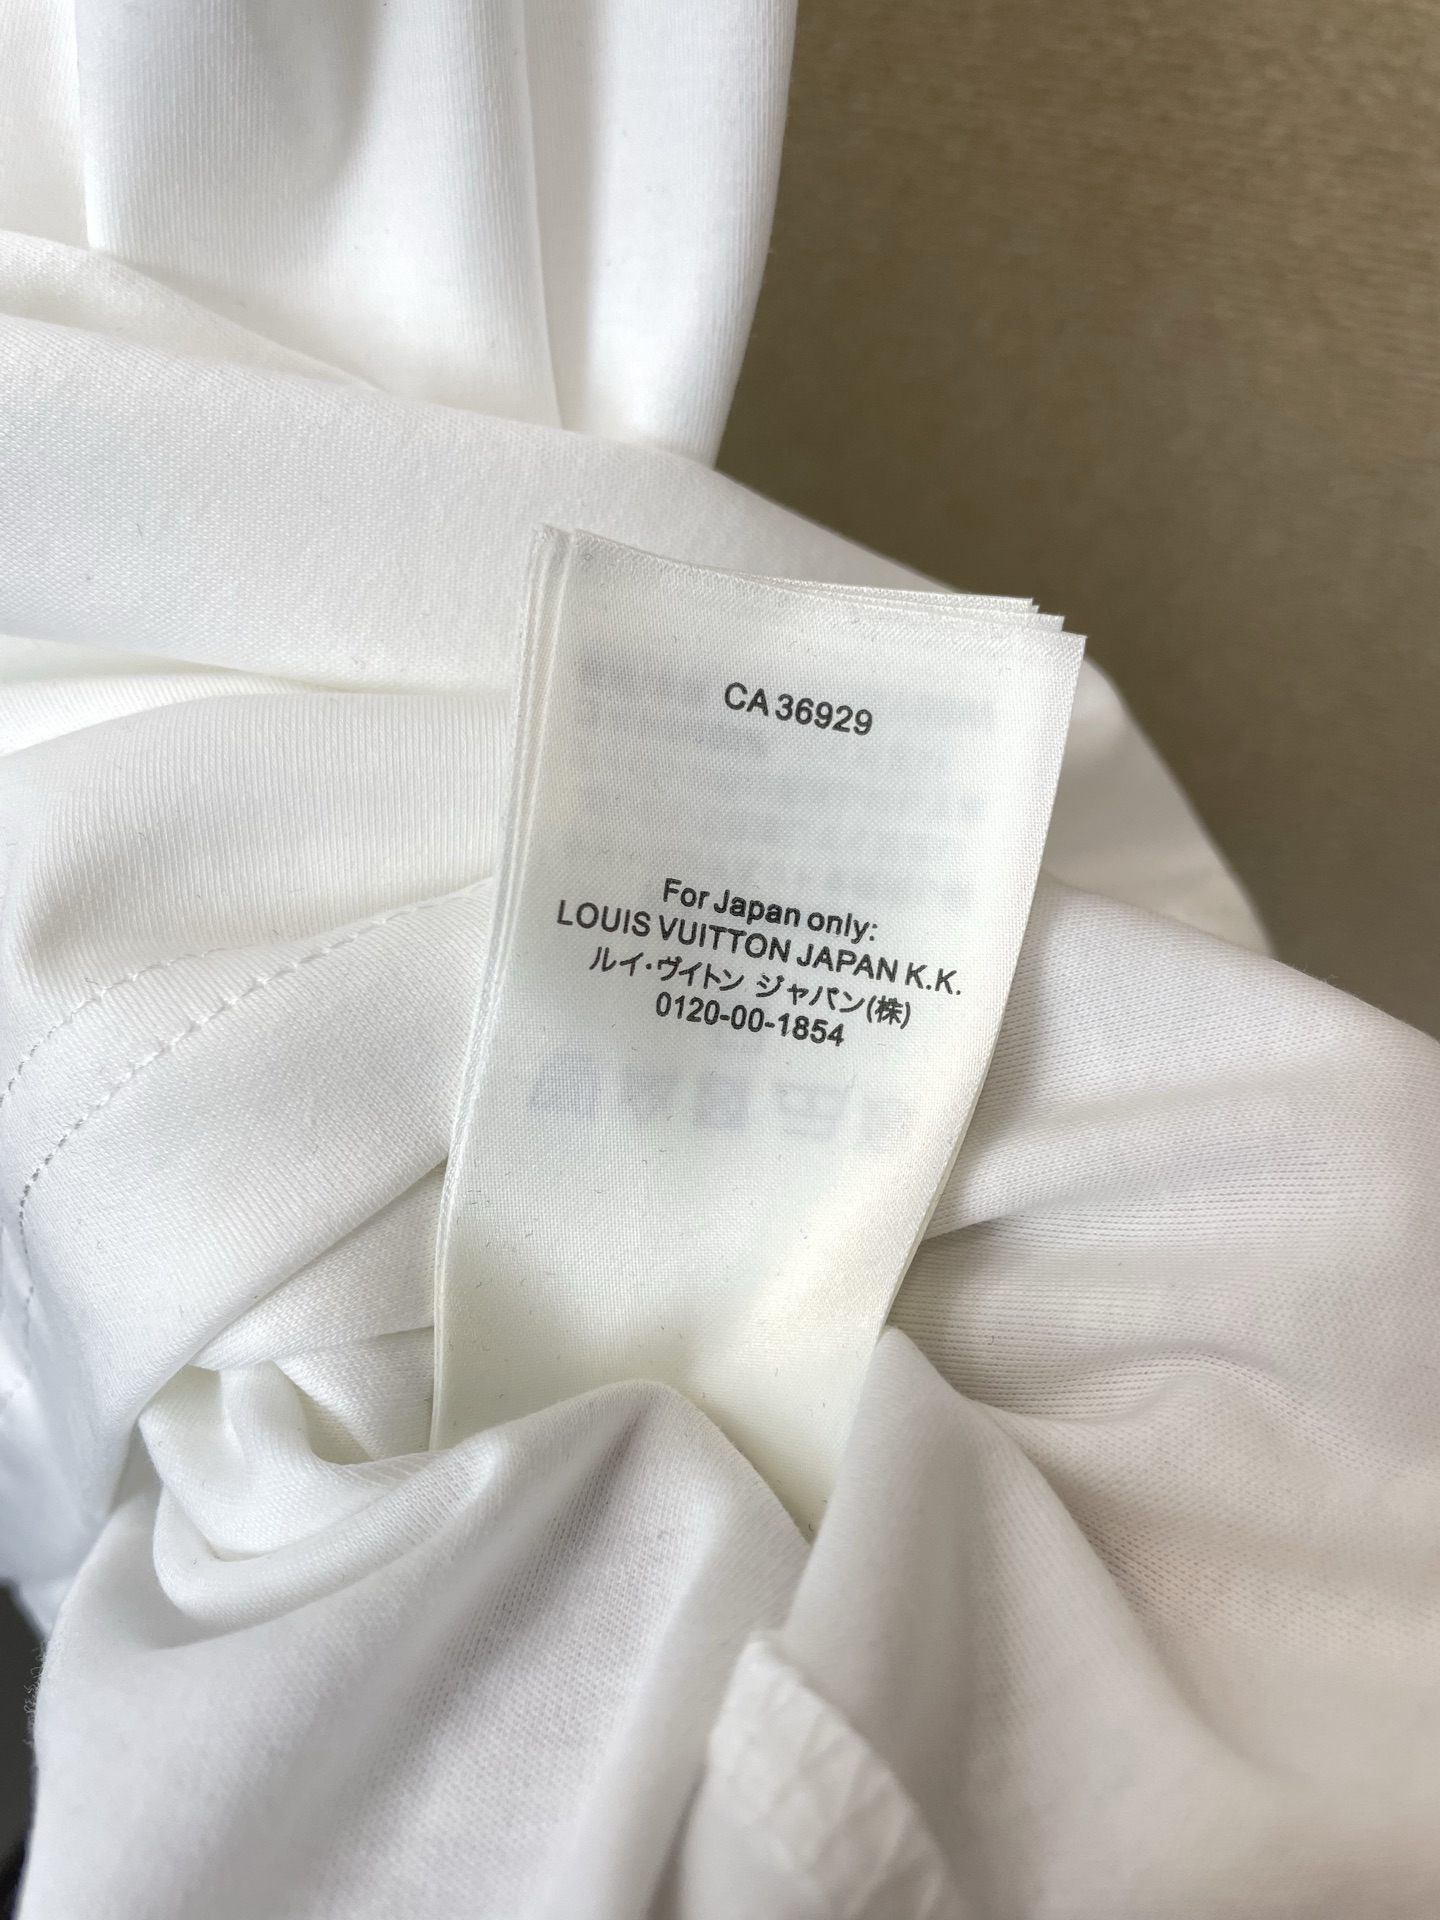 CA 36929
For Japan only:
LOUIS VUITTON JAPAN K.K.
ルイ・ヴイトン ジャパン(株)
0120-00-1854